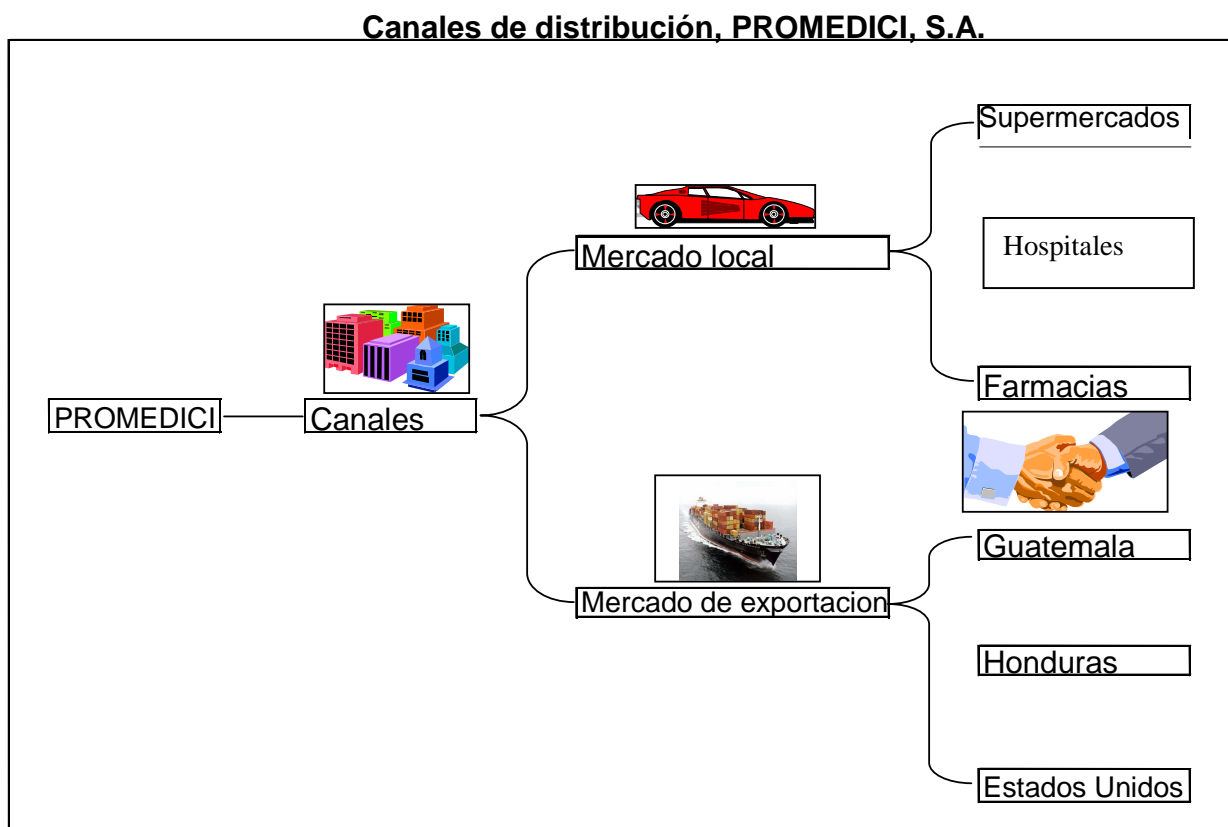 Canales de distribución, PROMEDICI, S.A.
PROMEDICI
Canales
Mercado local
Supermercados
Hospitales
Farmacias
Mercado de exportacion
Guatemala
Honduras
Estados Unidos